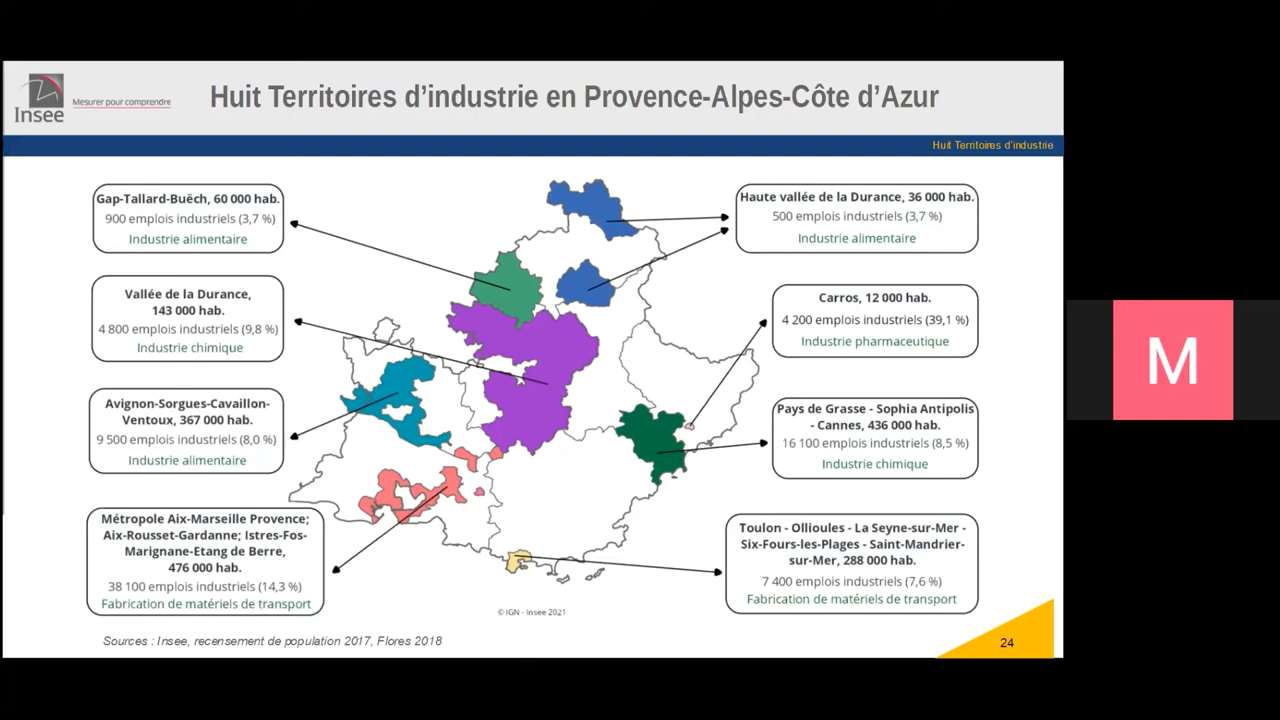 Insee
Mesurer pour comprendre
Huit Territoires d'industrie en Provence-Alpes-Côte d'Azur
Huit Territoires d'industrie
Gap-Tallard-Buëch, 60 000 hab.
900 emplois industriels (3,7 %)
Industrie alimentaire
Vallée de la Durance,
143 000 hab.
4 800 emplois industriels (9,8 %)
Industrie chimique
Avignon-Sorgues-Cavaillon-
Ventoux, 367 000 hab.
9 500 emplois industriels (8,0 %)
Industrie alimentaire
Métropole Aix-Marseille Provence;
Aix-Rousset-Gardanne; Istres-Fos-
Marignane-Etang de Berre,
476 000 hab.
38 100 emplois industriels (14,3 %)
Fabrication de matériels de transport
Haute vallée de la Durance, 36 000 hab.
500 emplois industriels (3,7 %)
Industrie alimentaire
Carros, 12 000 hab.
4 200 emplois industriels (39,1 %)
Industrie pharmaceutique
Pays de Grasse - Sophia Antipolis
- Cannes, 436 000 hab.
16 100 emplois industriels (8,5 %)
Industrie chimique
Toulon - Ollioules - La Seyne-sur-Mer -
Six-Fours-les-Plages - Saint-Mandrier-
sur-Mer, 288 000 hab.
7 400 emplois industriels (7,6 %)
Fabrication de matériels de transport
© IGN - Insee 2021
Sources : Insee, recensement de population 2017, Flores 2018
24
M